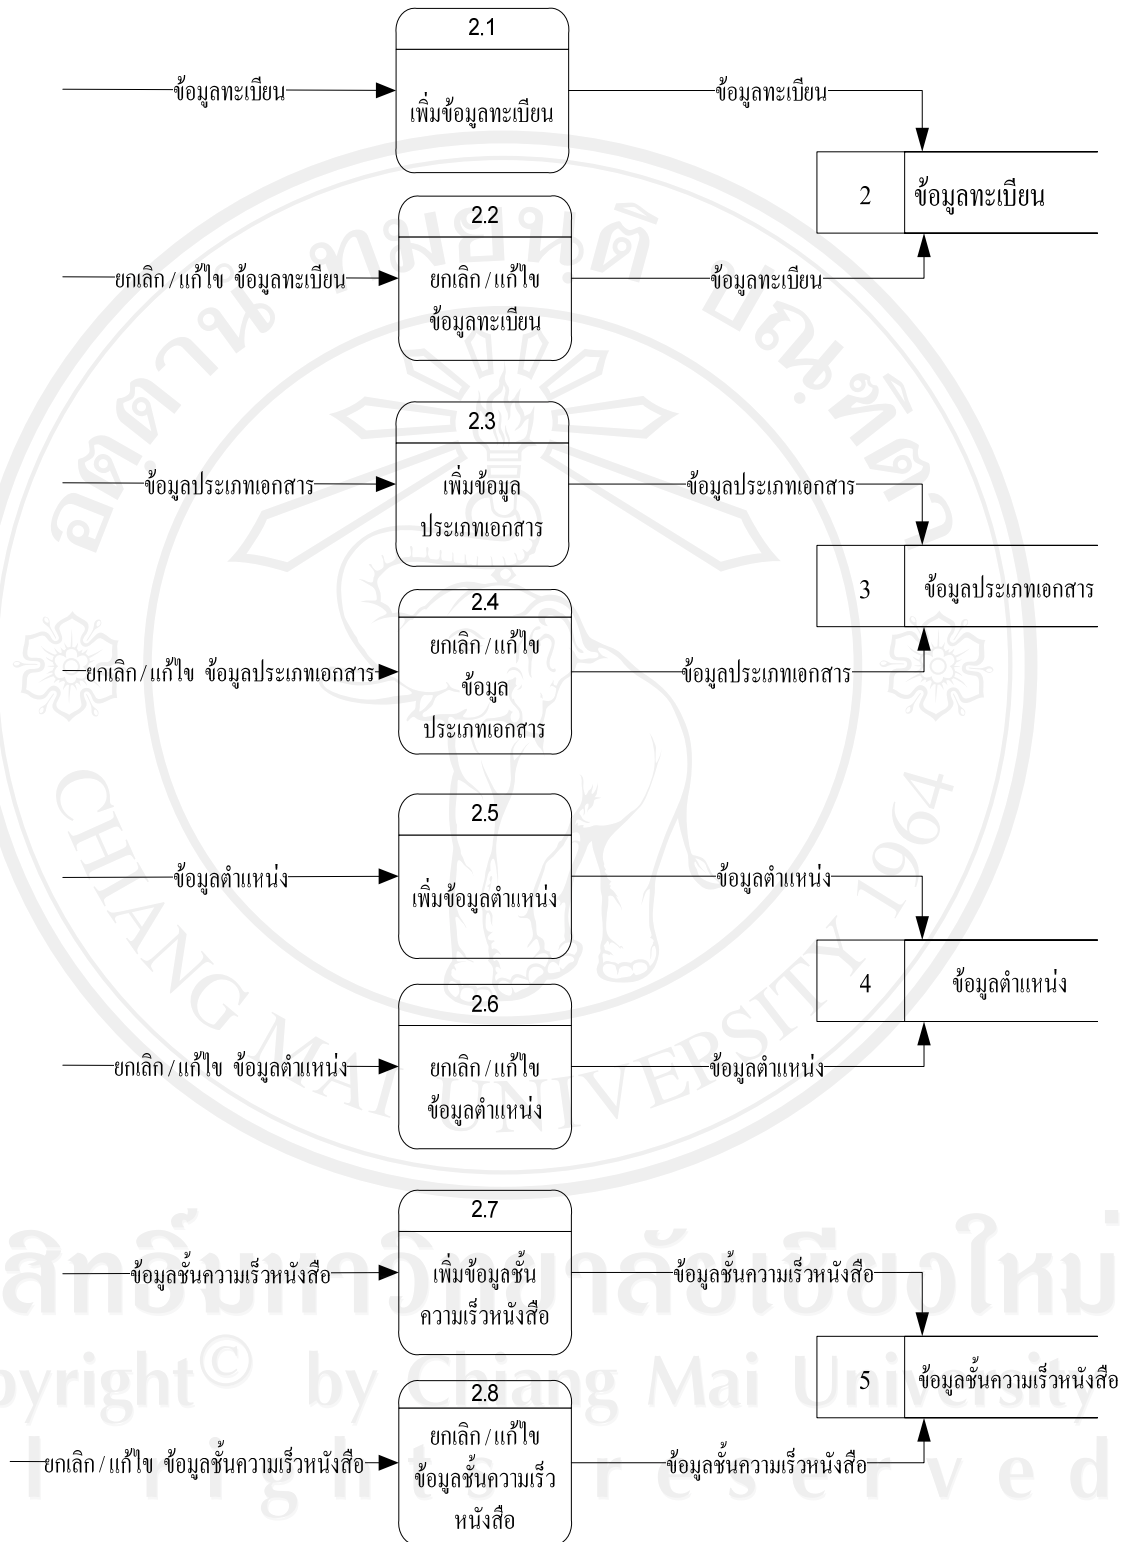 2.1
ข้อมูลทะเบียน
เพิ่มข้อมูลทะเบียน
ข้อมูลทะเบียน
2
ข้อมูลทะเบียน
2.2
ยกเลิก / แก้ไข ข้อมูลทะเบียน
ยกเลิก / แก้ไข
ข้อมูลทะเบียน
ข้อมูลทะเบียน
2.3
ข้อมูลประเภทเอกสาร
เพิ่มข้อมูล
ประเภทเอกสาร
ข้อมูลประเภทเอกสาร
3
ข้อมูลประเภทเอกสาร
2.4
ยกเลิก / แก้ไข ข้อมูลประเภทเอกสาร
ยกเลิก / แก้ไข
ข้อมูล
ประเภทเอกสาร
ข้อมูลประเภทเอกสาร
2.5
ข้อมูลตำแหน่ง
เพิ่มข้อมูลตำแหน่ง
ข้อมูลตำแหน่ง
4
ข้อมูลตำแหน่ง
2.6
ยกเลิก / แก้ไข ข้อมูลตำแหน่ง
ยกเลิก / แก้ไข
ข้อมูลตำแหน่ง
ข้อมูลตำแหน่ง
2.7
ข้อมูลชั้นความเร็วหนังสือ
เพิ่มข้อมูลชั้น
ความเร็วหนังสือ
ข้อมูลชั้นความเร็วหนังสือ
5
ข้อมูลชั้นความเร็วหนังสือ
2.8
ยกเลิก / แก้ไข ข้อมูลชั้นความเร็วหนังสือ
ยกเลิก / แก้ไข
ข้อมูลชั้นความเร็ว
หนังสือ
ข้อมูลชั้นความเร็วหนังสือ
CHIANG MAI UNIVERSITY 1964
by Chiang Mai University
rights reserved